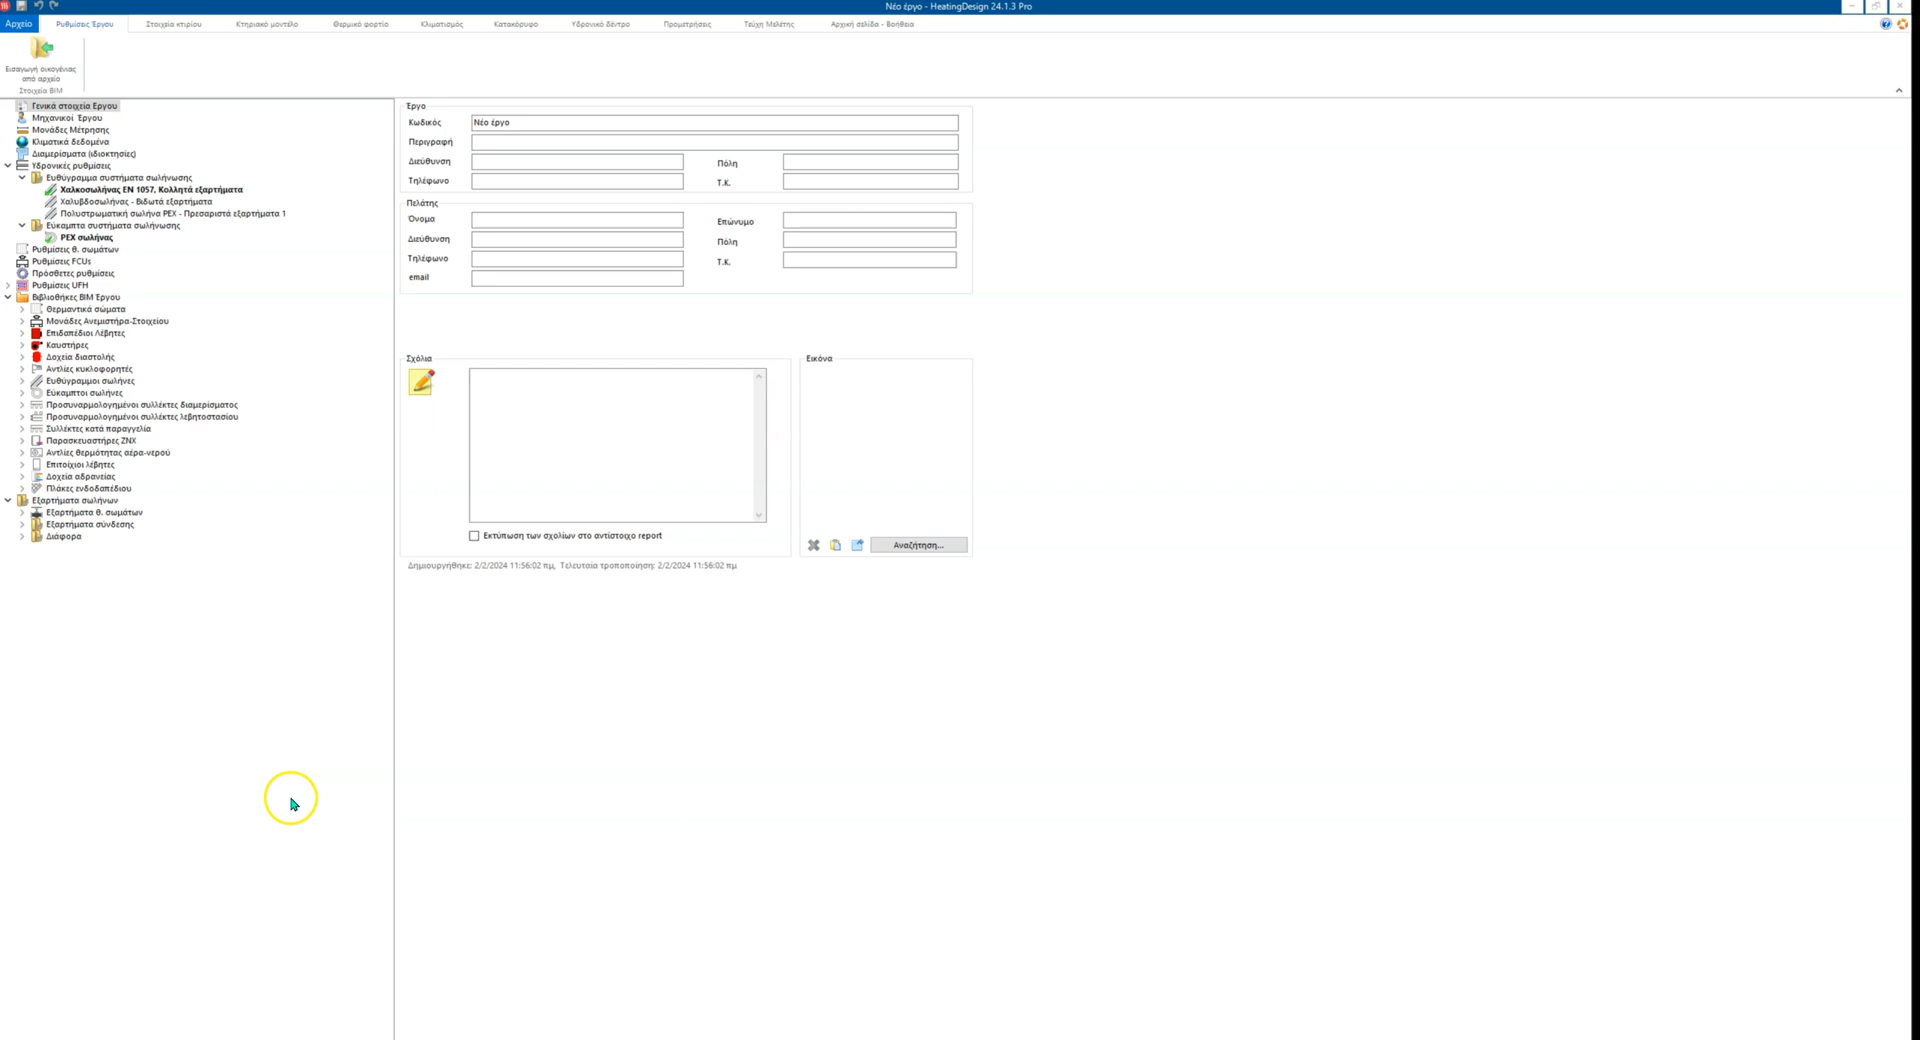 Νέο έργο - HeatingDesign 24.1.3 Pro
Αρχείο Ρυθμίσεις Εργου Στοιχεία κτιρίου Κτηριακό μοντέλο Θερμικό φορτίο Κλιματισμός Κατακόρυφο Υδρονικό δέντρο Προμετρήσεις Τεύχη Μελέτης Αρχική σελίδα - Βοήθεια
Εισαγωγή οικογένιας
από αρχείο
Στοιχεία BIM
Γενικά στοιχεία Εργου
Μηχανικοί Έργου
Μονάδες Μέτρησης
Κλιματικά δεδομένα
Διαμερίσματα (ιδιοκτησίες)
Υδρονικές ρυθμίσεις
Ευθύγραμμα συστήματα σωλήνωσης
Χαλκοσωλήνας EN 1057, Κολλητά εξαρτήματα
Χαλυβδοσωλήνας - Βιδωτά εξαρτήματα
Πολυστρωματική σωλήνα PEX - Πρεσαριστά εξαρτήματα 1
Εύκαμπτα συστήματα σωλήνωσης
PEX σωλήνας
Ρυθμίσεις θ. σωμάτων
Ρυθμίσεις FCUs
Πρόσθετες ρυθμίσεις
Ρυθμίσεις UFH
Βιβλιοθήκες BIM Έργου
Θερμαντικά σώματα
Μονάδες Ανεμιστήρα-Στοιχείου
Επιδαπέδιοι Λέβητες
Καυστήρες
Δοχεία διαστολής
Αντλίες κυκλοφορητές
Ευθύγραμμοι σωλήνες
Εύκαμπτοι σωλήνες
Προσυναρμολογημένοι συλλέκτες διαμερίσματος
Προσυναρμολογημένοι συλλέκτες λεβητοστασίου
Συλλέκτες κατά παραγγελία
Παρασκευαστήρες ΖΝΧ
Αντλίες θερμότητας αέρα-νερού
Επιτοίχιοι λέβητες
Δοχεία αδρανείας
Πλάκες ενδοδαπέδιου
Εξαρτήματα σωλήνων
Εξαρτήματα θ. σωμάτων
Εξαρτήματα σύνδεσης
Διάφορα
Έργο
Κωδικός Νέο έργο
Περιγραφή
Διεύθυνση Πόλη
Τηλέφωνο Τ.Κ.
Πελάτης
Όνομα Επώνυμο
Διεύθυνση Πόλη
Τηλέφωνο Τ.Κ.
email
Σχόλια
Εκτύπωση των σχολίων στο αντίστοιχο report
Εικόνα
Αναζήτηση...
Δημιουργήθηκε: 2/2/2024 11:56:02 πμ, Τελευταία τροποποίηση: 2/2/2024 11:56:02 πμ